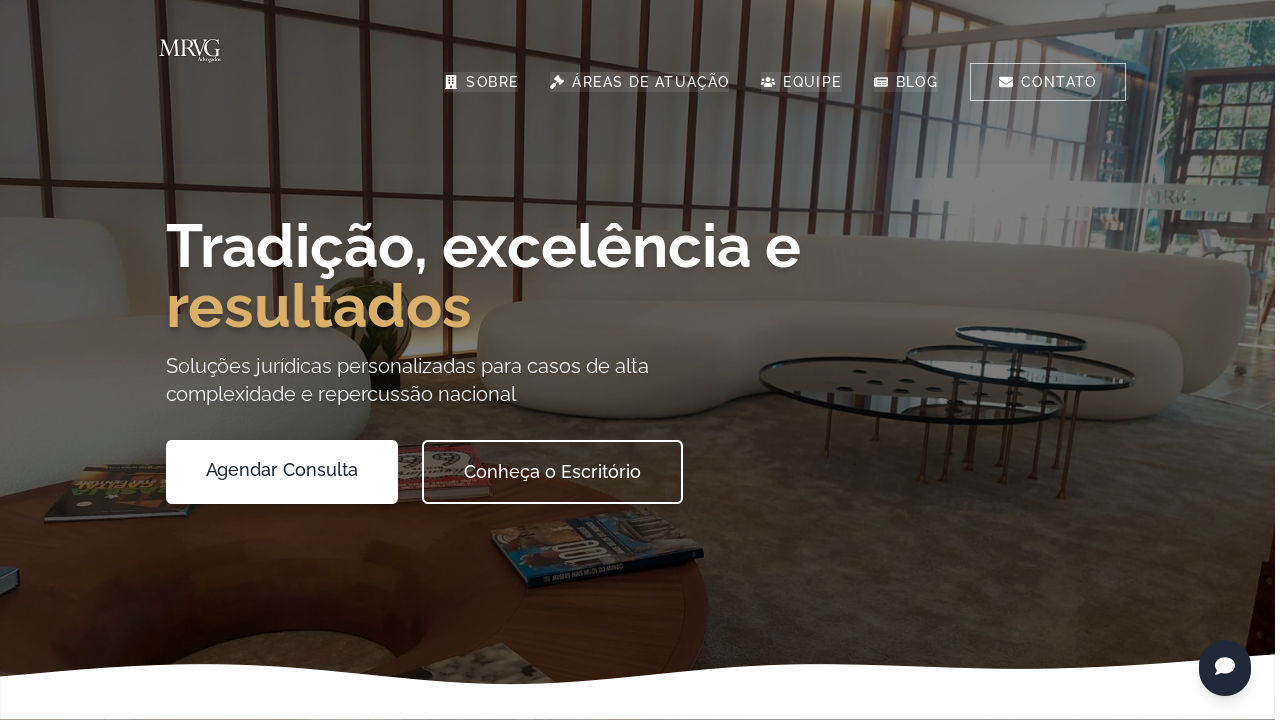 MRVG
Advogados
SOBRE
ÁREAS DE ATUAÇÃO
EQUIPE
BLOG
CONTATO
MRVG
Tradição, excelência e
resultados
Soluções jurídicas personalizadas para casos de alta
complexidade e repercussão nacional
Agendar Consulta
Conheça o Escritório